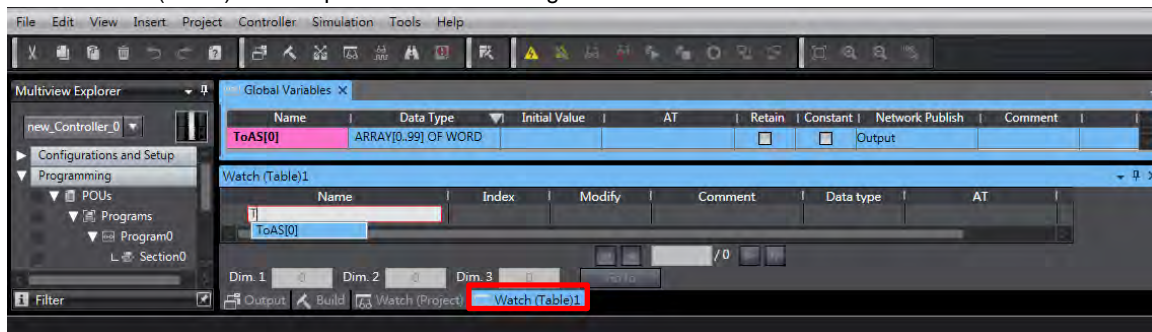 File Edit View Insert Project Controller Simulation Tools Help
Multiview Explorer
Global Variables
new_Controller_0
Name Data Type Initial Value AT Retain Constant Network Publish Comment
ToAS[0] ARRAY[0..99] OF WORD Output
Configurations and Setup
Programming
Watch (Table)1
POUs
Name Index Modify Comment Data type AT
Programs
T
ToAS[0]
Program0
Section0
/0
Dim. 1 0 Dim. 2 0 Dim. 3 0
Filter
Output Build Watch (Project) Watch (Table)1